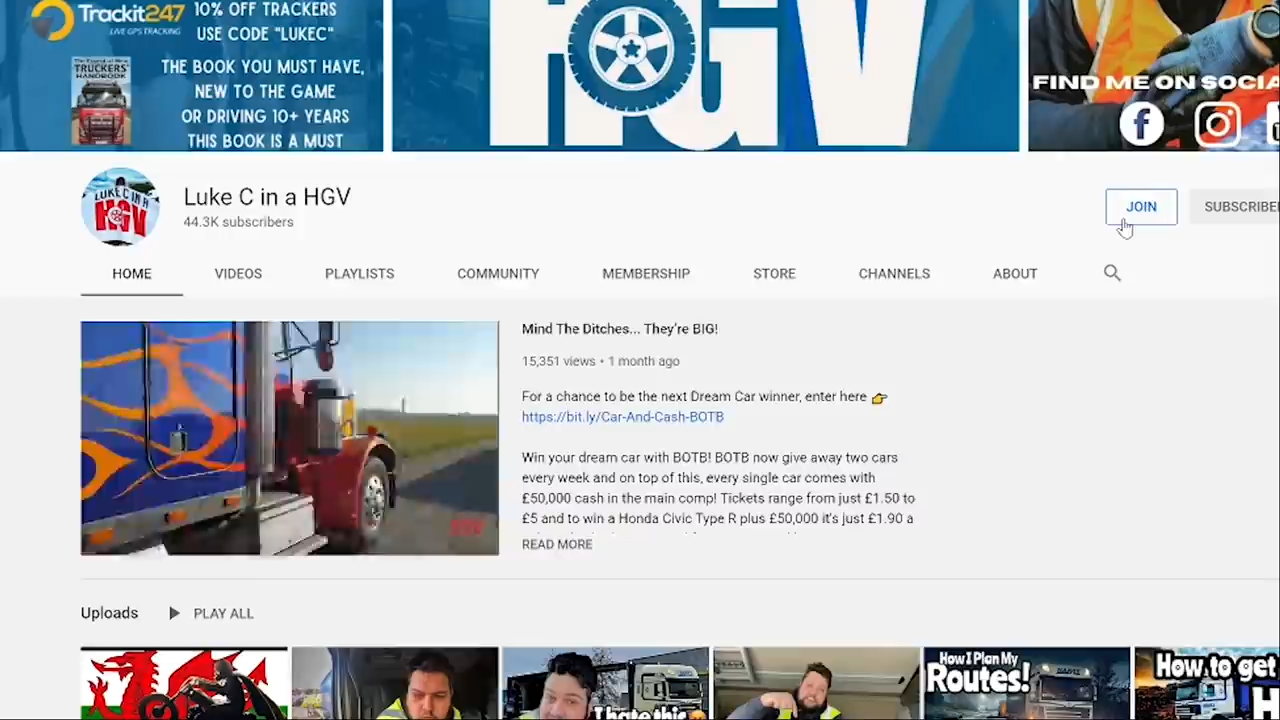 Trackit247
LIVE GPS TRACKING
10% OFF TRACKERS
USE CODE "LUKEC"
TRUCKERS'
HANDBOOK
THE BOOK YOU MUST HAVE,
NEW TO THE GAME
OR DRIVING 10+ YEARS
THIS BOOK IS A MUST
HGV
FIND ME ON SOCIA
LUKE C IN A
HGV
Luke C in a HGV
44.3K subscribers
JOIN
SUBSCRIBE
HOME
VIDEOS
PLAYLISTS
COMMUNITY
MEMBERSHIP
STORE
CHANNELS
ABOUT
Mind The Ditches... They're BIG!
15,351 views • 1 month ago
For a chance to be the next Dream Car winner, enter here 👉
https://bit.ly/Car-And-Cash-BOTB
Win your dream car with BOTB! BOTB now give away two cars
every week and on top of this, every single car comes with
£50,000 cash in the main comp! Tickets range from just £1.50 to
£5 and to win a Honda Civic Type R plus £50,000 it's just £1.90 a
READ MORE
Uploads
PLAY ALL
I hate this
How I Plan My
Routes!
How to get
H